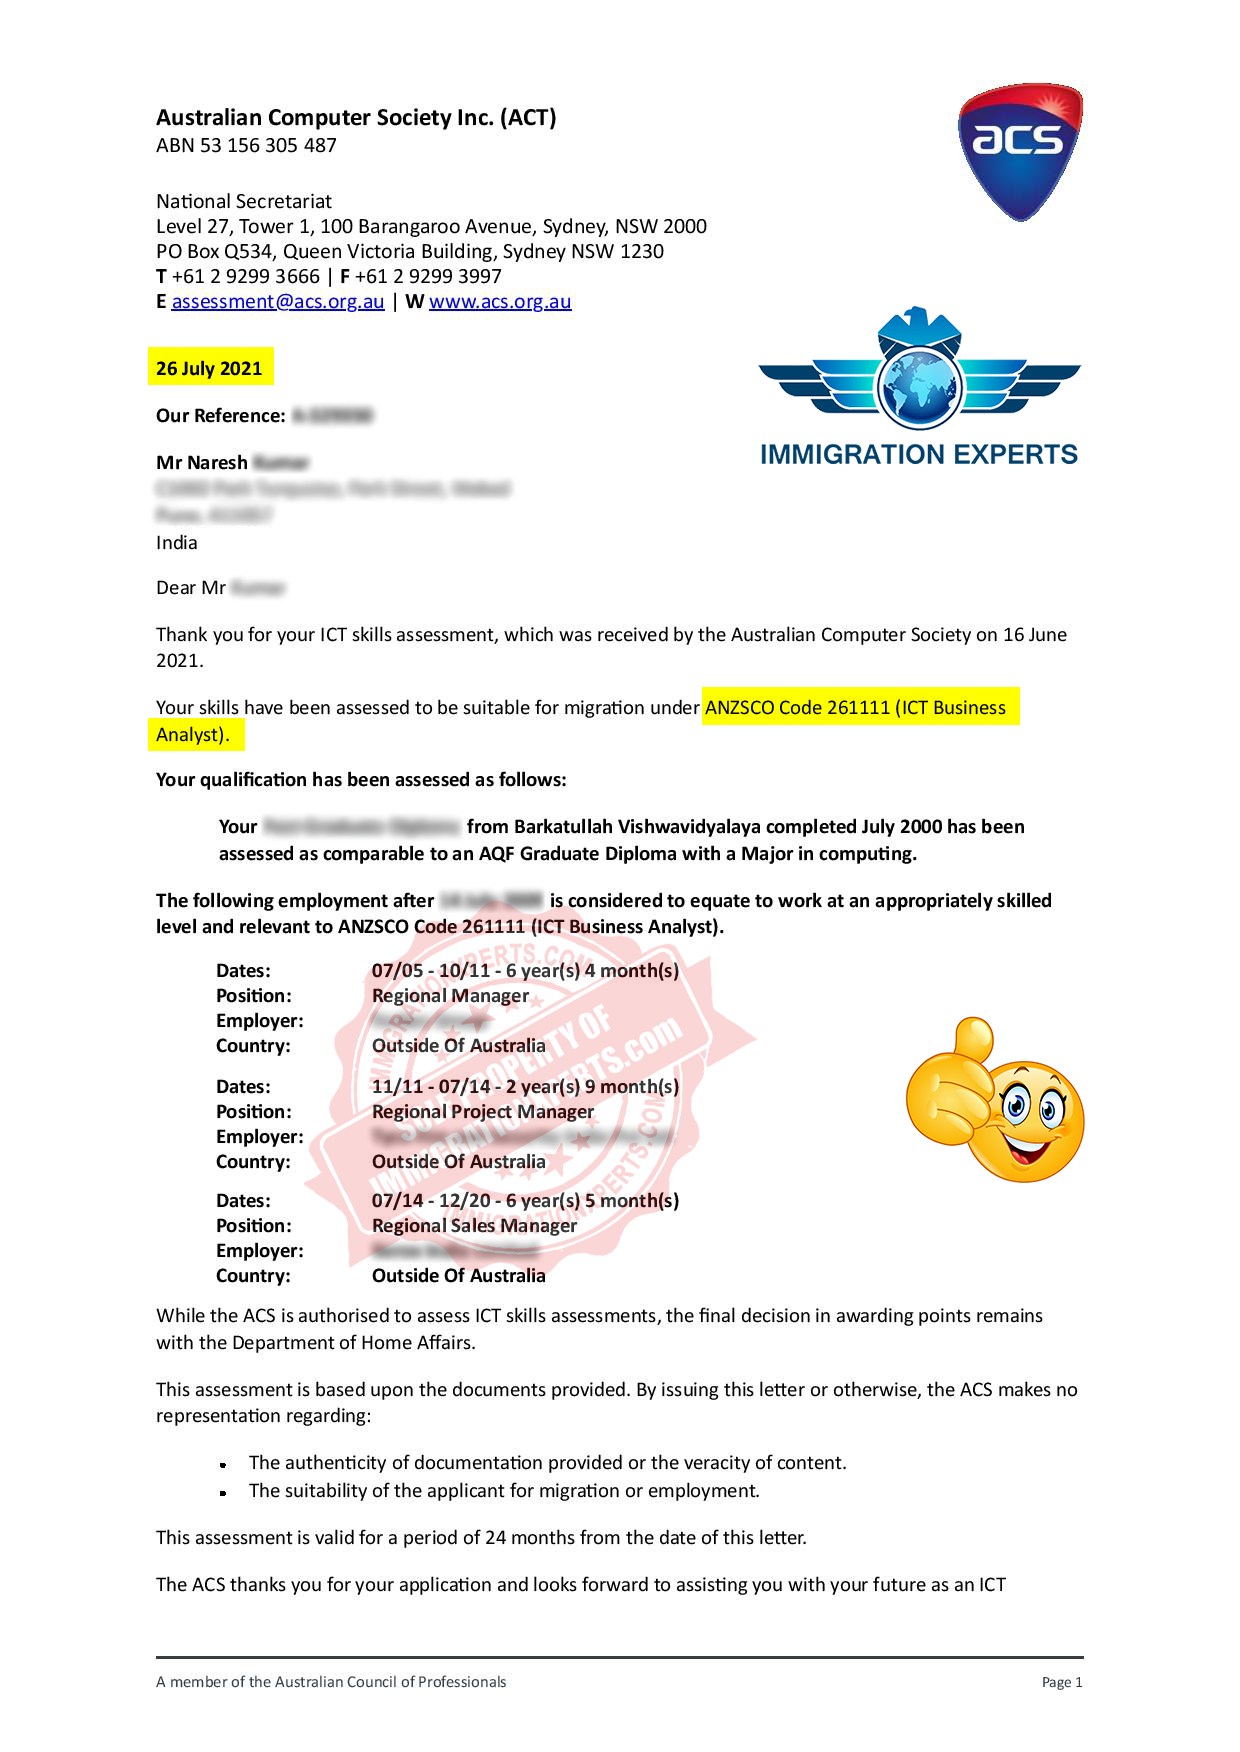 Australian Computer Society Inc. (ACT)
ABN 53 156 305 487
acs
National Secretariat
Level 27, Tower 1, 100 Barangaroo Avenue, Sydney, NSW 2000
PO Box Q534, Queen Victoria Building, Sydney NSW 1230
T +61 2 9299 3666 | F +61 2 9299 3997
E assessment@acs.org.au | W www.acs.org.au
26 July 2021
IMMIGRATION EXPERTS
Our Reference:
Mr Naresh
India
Dear Mr
Thank you for your ICT skills assessment, which was received by the Australian Computer Society on 16 June
2021.
Your skills have been assessed to be suitable for migration under ANZSCO Code 261111 (ICT Business
Analyst).
Your qualification has been assessed as follows:
Your from Barkatullah Vishwavidyalaya completed July 2000 has been
assessed as comparable to an AQF Graduate Diploma with a Major in computing.
The following employment after is considered to equate to work at an appropriately skilled
level and relevant to ANZSCO Code 261111 (ICT Business Analyst).
Dates: 07/05 - 10/11 - 6 year(s) 4 month(s)
Position: Regional Manager
Employer:
Country: Outside Of Australia
Dates: 11/11 - 07/14 - 2 year(s) 9 month(s)
Position: Regional Project Manager
Employer:
Country: Outside Of Australia
Dates: 07/14 - 12/20 - 6 year(s) 5 month(s)
Position: Regional Sales Manager
Employer:
Country: Outside Of Australia
IMMIGRATIONXPERTS.COM
SOLE PROPERTY OF
IMMIGRATIONXPERTS.com
IMMIGRATIONXPERTS.COM
While the ACS is authorised to assess ICT skills assessments, the final decision in awarding points remains
with the Department of Home Affairs.
This assessment is based upon the documents provided. By issuing this letter or otherwise, the ACS makes no
representation regarding:
▪ The authenticity of documentation provided or the veracity of content.
▪ The suitability of the applicant for migration or employment.
This assessment is valid for a period of 24 months from the date of this letter.
The ACS thanks you for your application and looks forward to assisting you with your future as an ICT
A member of the Australian Council of Professionals Page 1